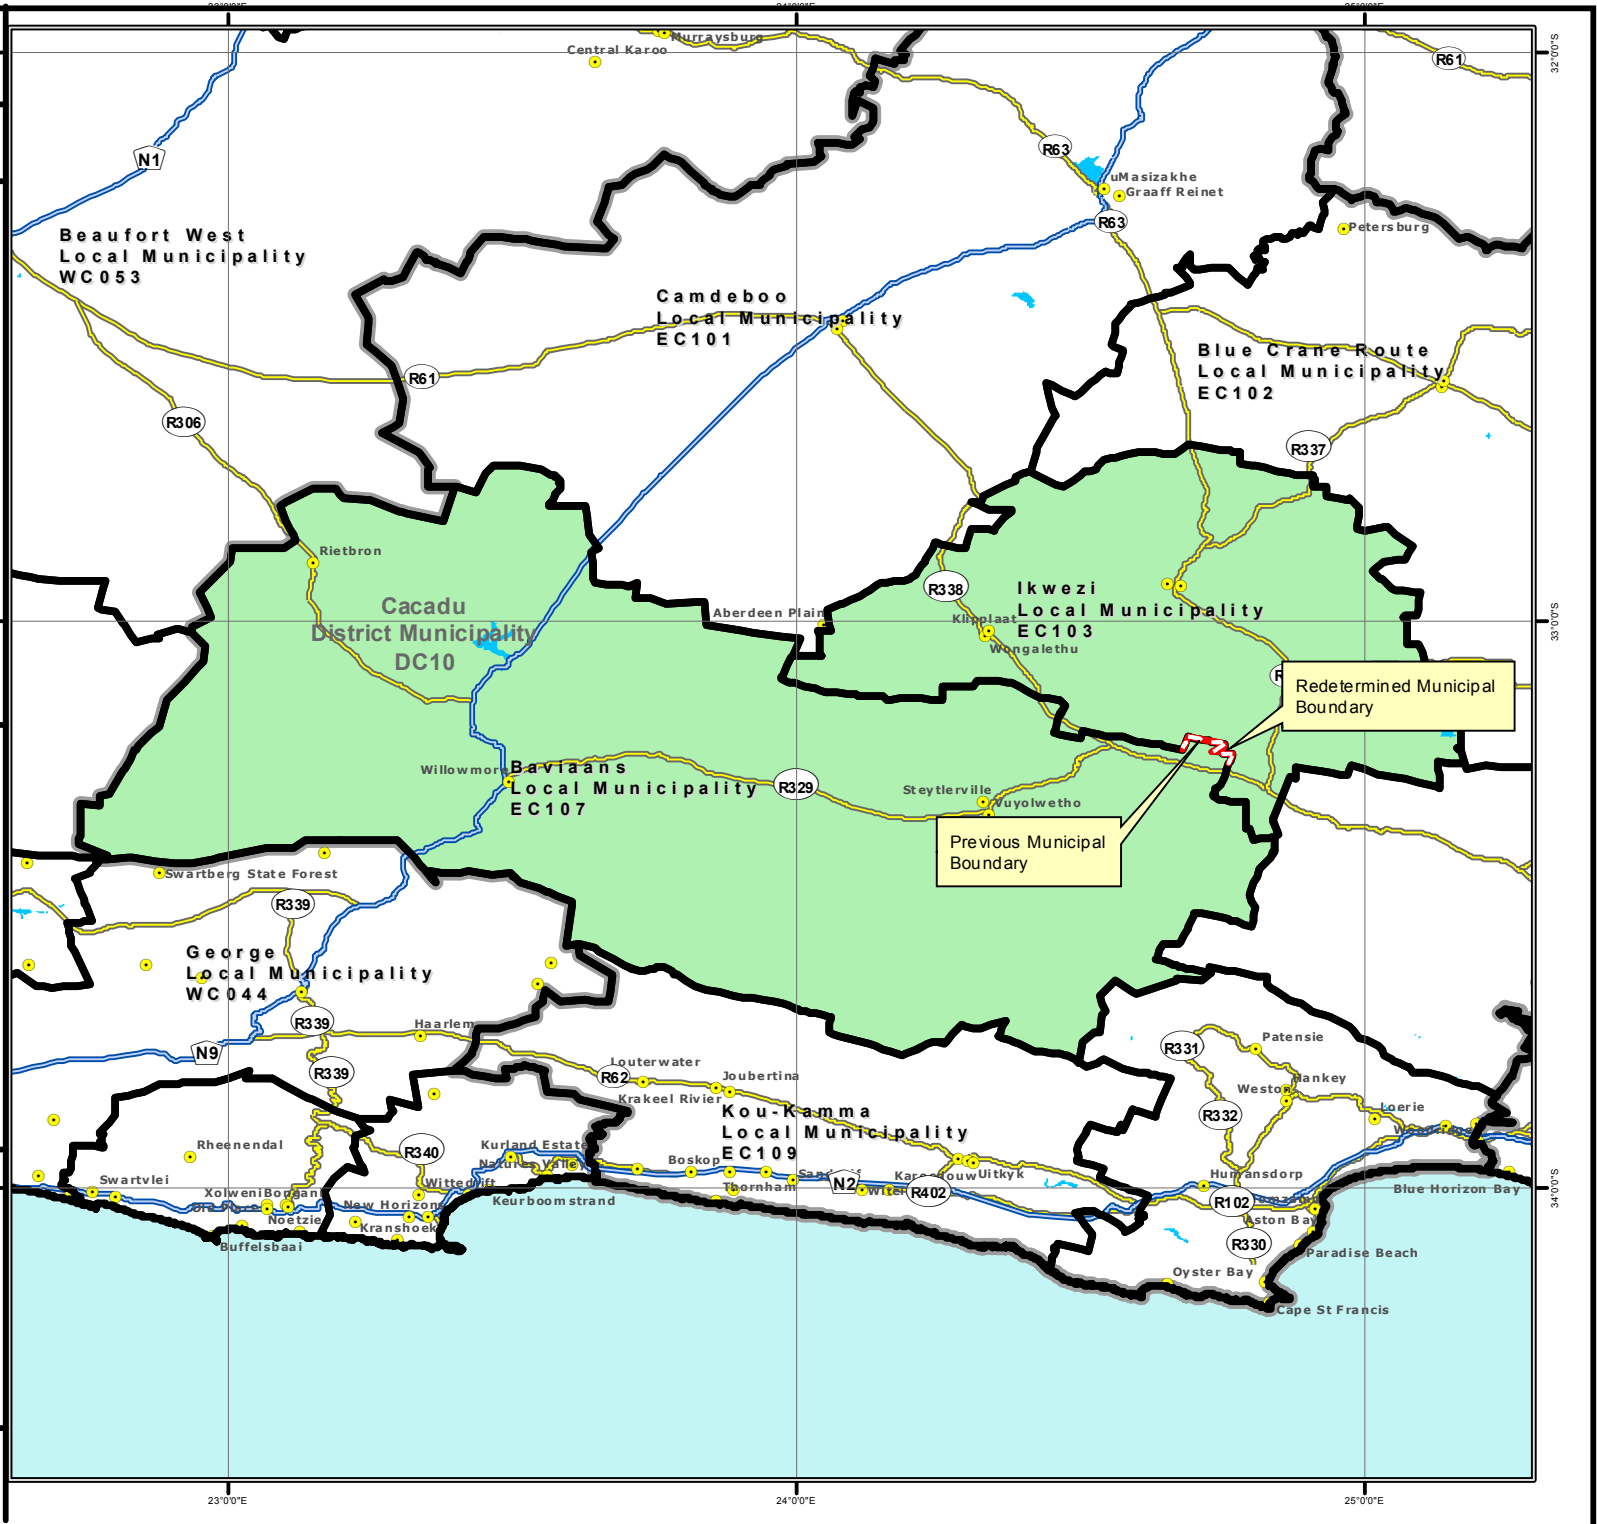 Murraysburg
Central Karoo
32°0'0"S
R61
N1
R63
uMasizakhe
Graaff Reinet
R63
Petersburg
Beaufort West
Local Municipality
WC053
Camdeboo
Local Municipality
EC101
Blue Crane Route
Local Municipality
EC102
R61
R306
R337
Rietbron
Cacadu
District Municipality
DC10
R338
Ikwezi
Local Municipality
EC103
Aberdeen Plain
Klipplaat
Wongalethu
33°0'0"S
Redetermined Municipal
Boundary
Willowmore
Baviaans
Local Municipality
EC107
R329
Steytlerville
Vuyolwetho
Previous Municipal
Boundary
Swartberg State Forest
R339
George
Local Municipality
WC044
R339
Haarlem
N9
R339
R62
Louterwater
Krakeel Rivier
Joubertina
Kou-Kamma
Local Municipality
EC109
R331
Patensie
Hankey
Weston
R332
Loerie
Rheenendal
R340
Kurland Estate
Natures Valley
Boskop
Thornham
N2
R402
Uitkyk
Humansdorp
R102
Swartvlei
Wittedrift
Keurboomstrand
New Horizons
Noetzie
Kranshoek
Buffelsbaai
Aston Bay
R330
Paradise Beach
Blue Horizon Bay
Oyster Bay
Cape St Francis
34°0'0"S
23°0'0"E
24°0'0"E
25°0'0"E